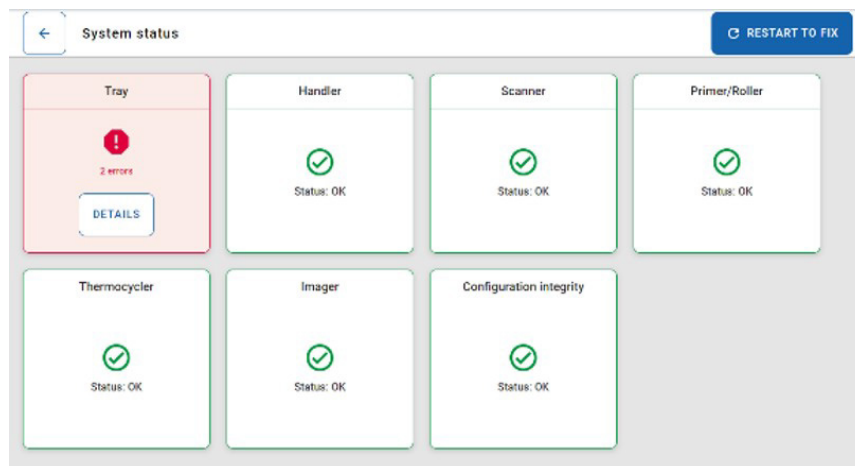 System status
RESTART TO FIX
Tray
2 errors
DETAILS
Handler
Status: OK
Scanner
Status: OK
Primer/Roller
Status: OK
Thermocycler
Status: OK
Imager
Status: OK
Configuration integrity
Status: OK